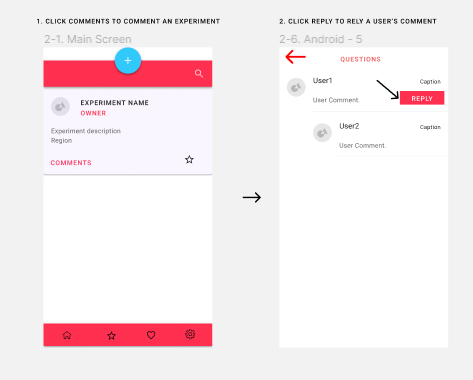 1. CLICK COMMENTS TO COMMENT AN EXPERIMENT
2-1. Main Screen
+
EXPERIMENT NAME
OWNER
Experiment description
Region
COMMENTS
2. CLICK REPLY TO RELY A USER'S COMMENT
2-6. Android - 5
QUESTIONS
User1
Caption
User Comment.
REPLY
User2
Caption
User Comment.